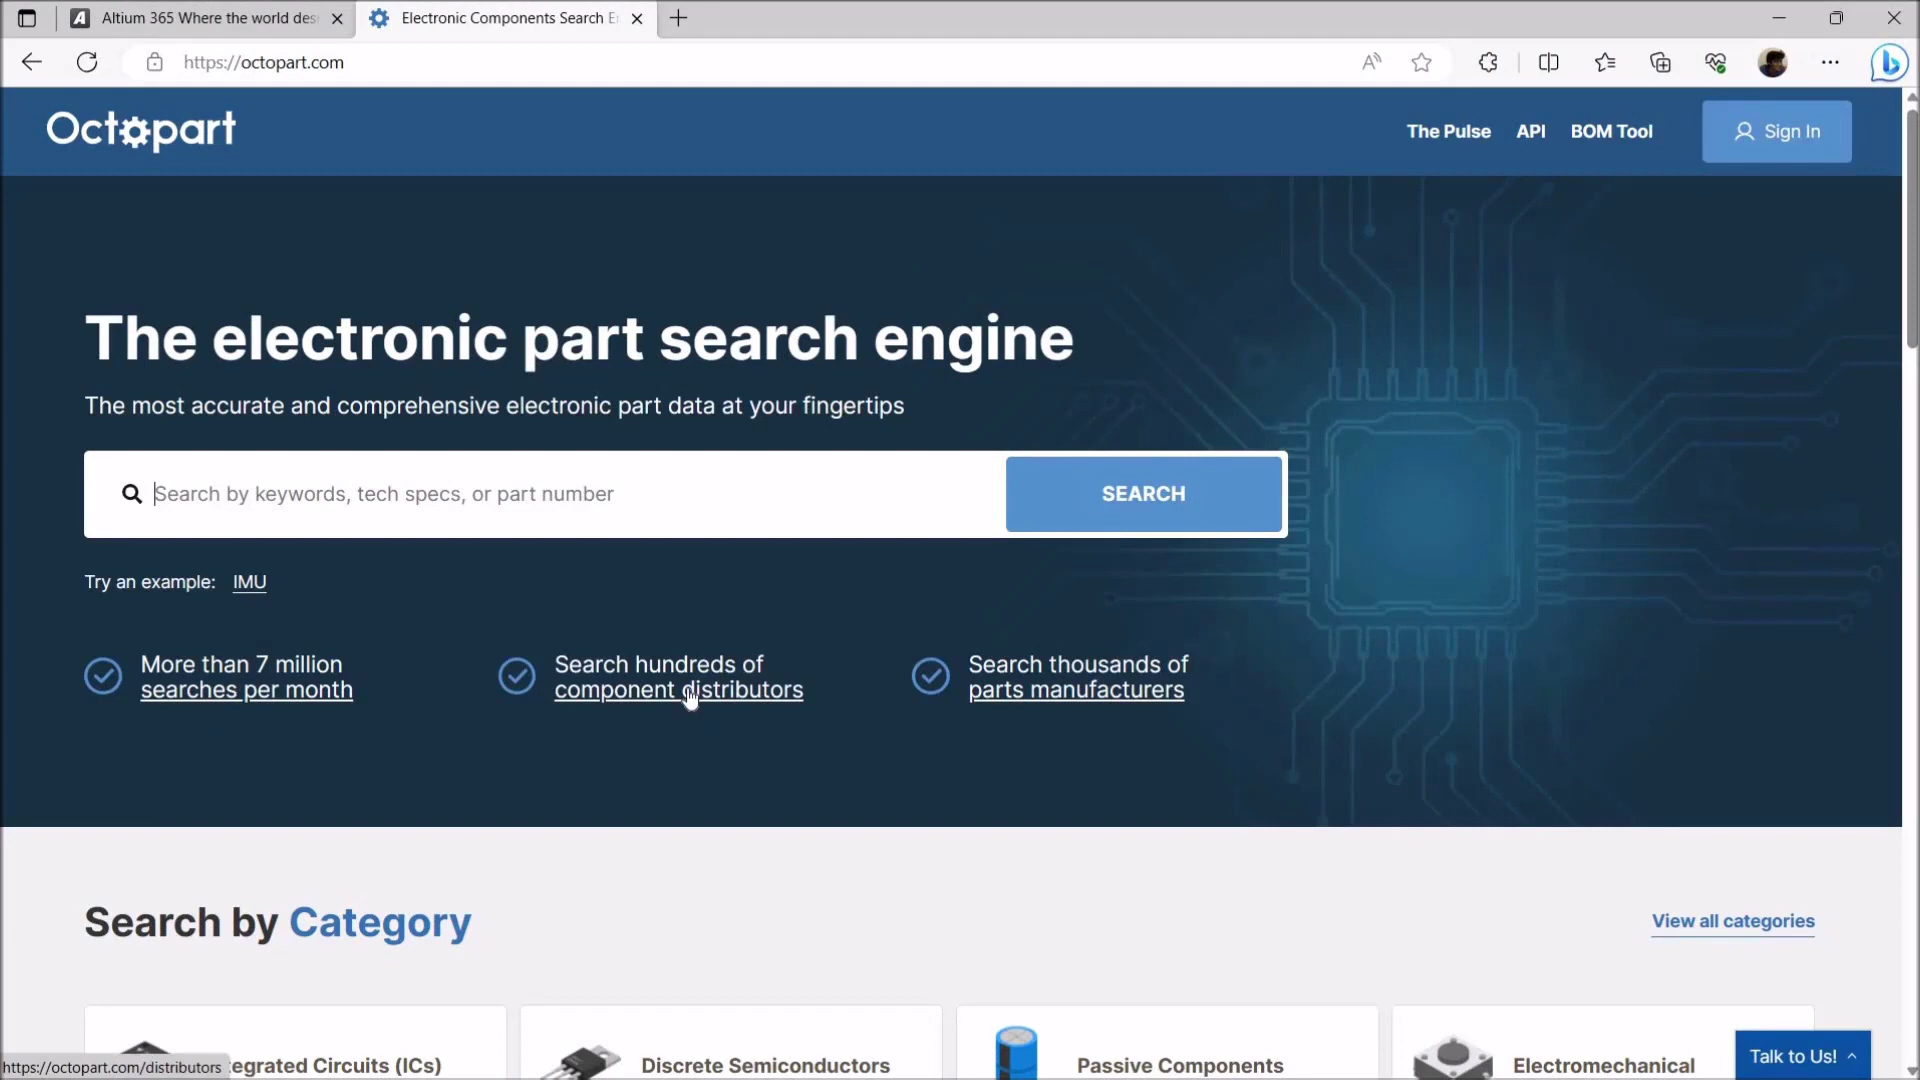 Altium 365 Where the world des
Electronic Components Search E
https://octopart.com
Octopart
The Pulse
API
BOM Tool
Sign In
The electronic part search engine
The most accurate and comprehensive electronic part data at your fingertips
Search by keywords, tech specs, or part number
SEARCH
Try an example: IMU
More than 7 million
searches per month
Search hundreds of
component distributors
Search thousands of
parts manufacturers
Search by Category
View all categories
tegrated Circuits (ICs)
Discrete Semiconductors
Passive Components
Electromechanical
Talk to Us!
https://octopart.com/distributors